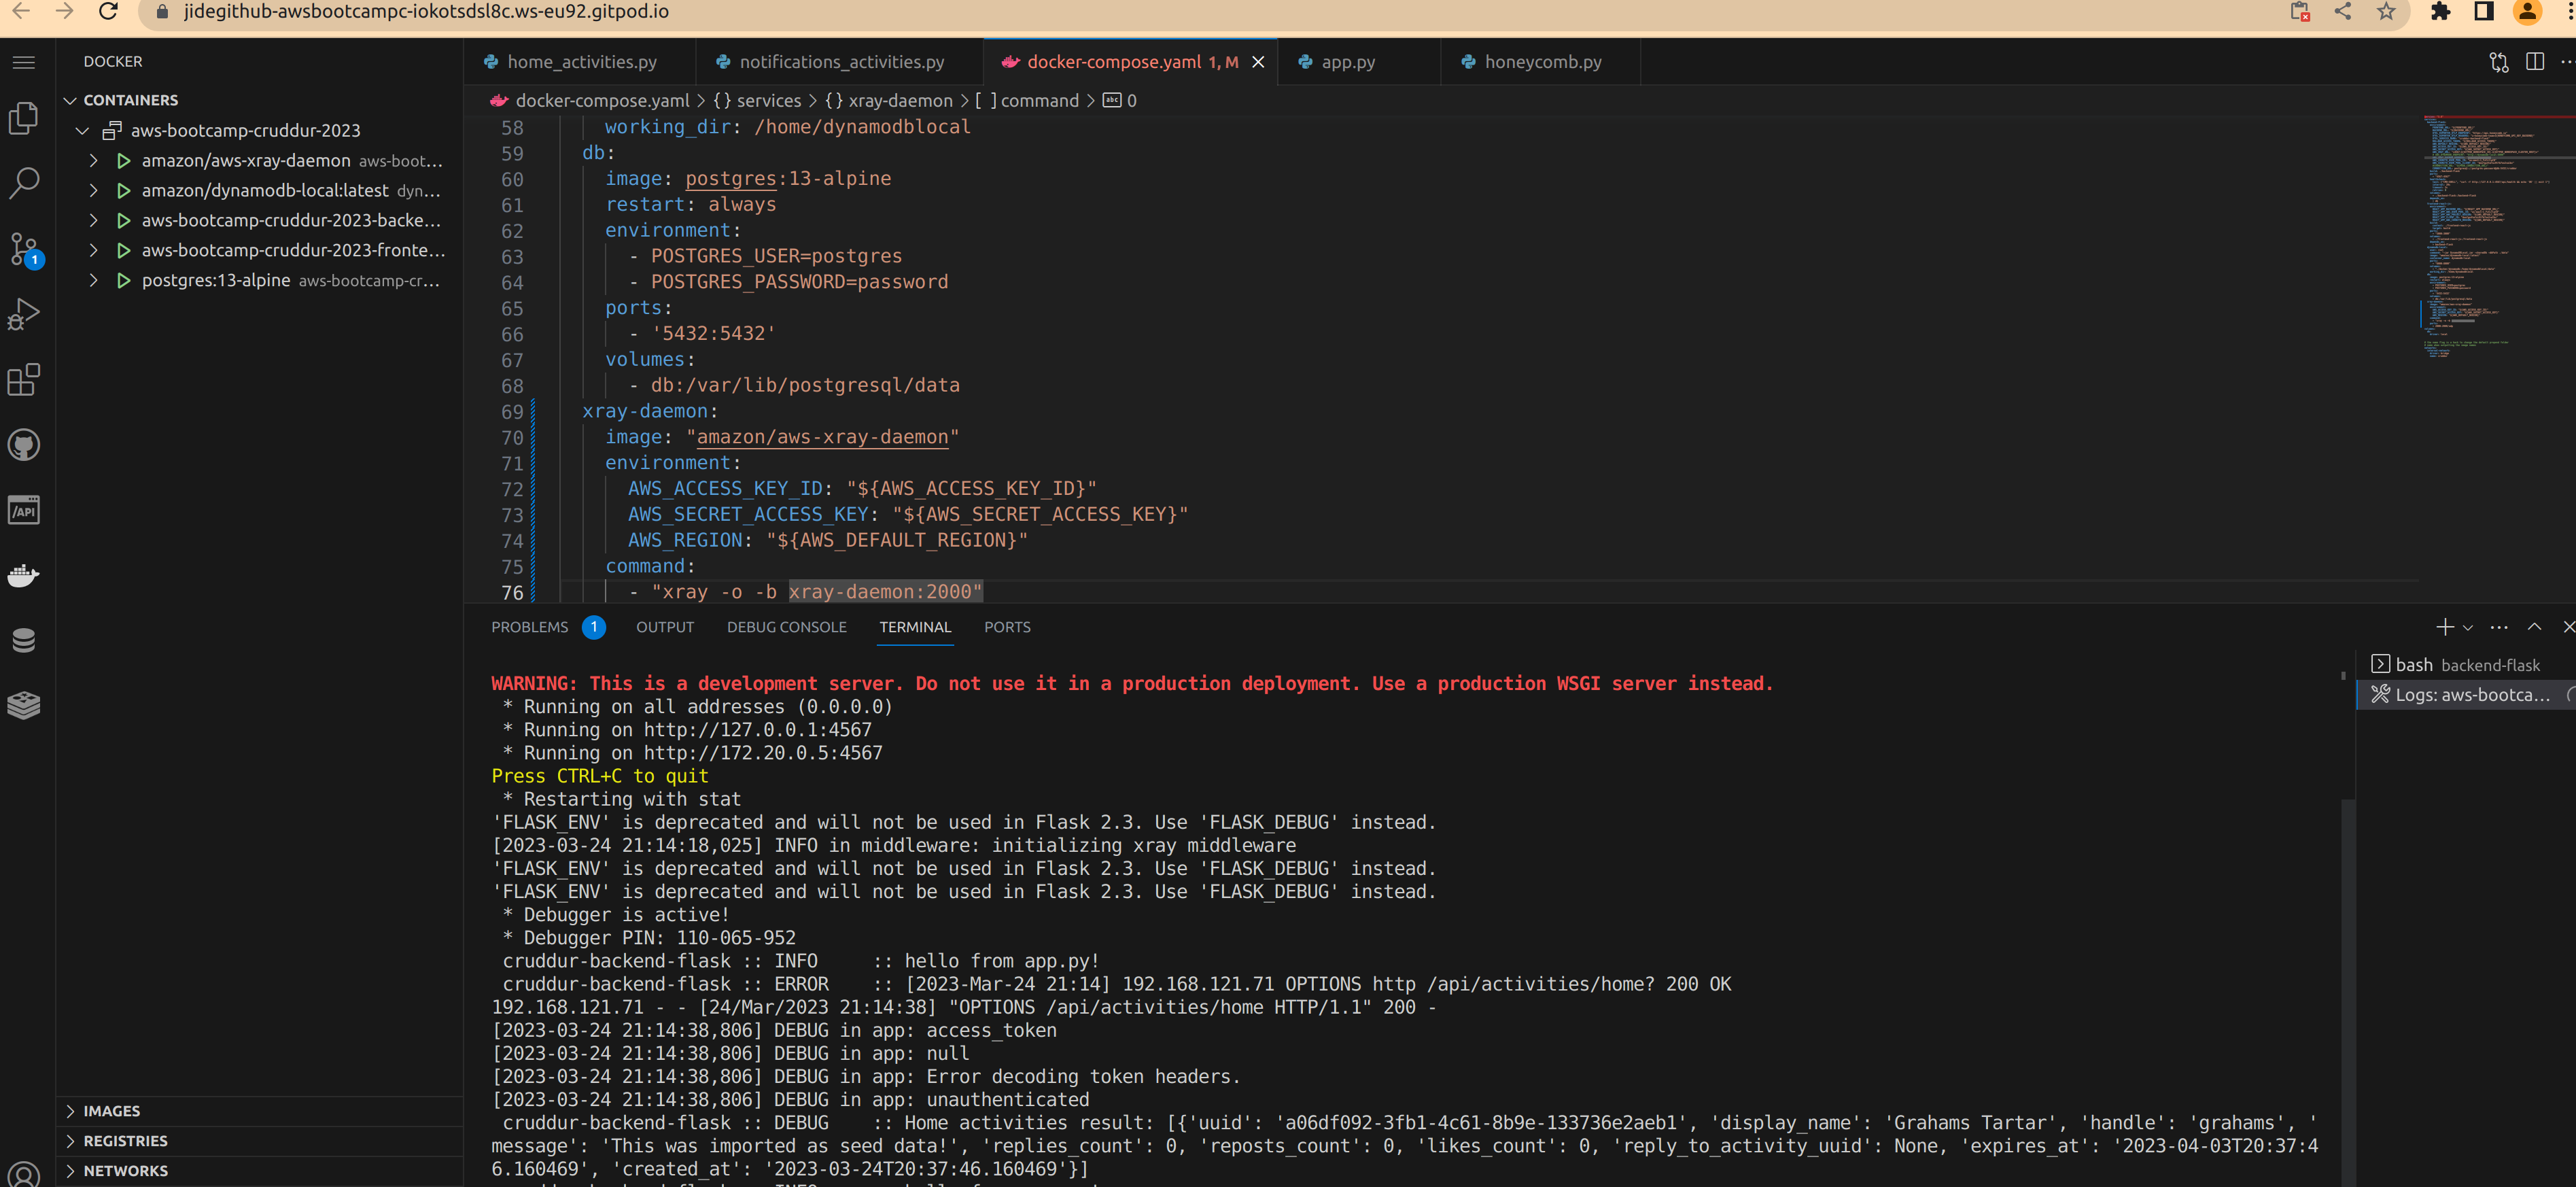 jidegithub-awsbootcampc-iokotsdsl8c.ws-eu92.gitpod.io
DOCKER
CONTAINERS
aws-bootcamp-cruddur-2023
amazon/aws-xray-daemon aws-boot...
amazon/dynamodb-local:latest dyn...
aws-bootcamp-cruddur-2023-backe...
aws-bootcamp-cruddur-2023-fronte...
postgres:13-alpine aws-bootcamp-cr...
1
/API
IMAGES
REGISTRIES
NETWORKS
home_activities.py notifications_activities.py docker-compose.yaml 1, M app.py honeycomb.py
docker-compose.yaml > {} services > {} xray-daemon > [ ] command > abc 0
58 working_dir: /home/dynamodblocal
59 db:
60 image: postgres:13-alpine
61 restart: always
62 environment:
63 - POSTGRES_USER=postgres
64 - POSTGRES_PASSWORD=password
65 ports:
66 - '5432:5432'
67 volumes:
68 - db:/var/lib/postgresql/data
69 xray-daemon:
70 image: "amazon/aws-xray-daemon"
71 environment:
72 AWS_ACCESS_KEY_ID: "${AWS_ACCESS_KEY_ID}"
73 AWS_SECRET_ACCESS_KEY: "${AWS_SECRET_ACCESS_KEY}"
74 AWS_REGION: "${AWS_DEFAULT_REGION}"
75 command:
76 - "xray -o -b xray-daemon:2000"
PROBLEMS 1 OUTPUT DEBUG CONSOLE TERMINAL PORTS
bash backend-flask
Logs: aws-bootca...
WARNING: This is a development server. Do not use it in a production deployment. Use a production WSGI server instead.
* Running on all addresses (0.0.0.0)
* Running on http://127.0.0.1:4567
* Running on http://172.20.0.5:4567
Press CTRL+C to quit
* Restarting with stat
'FLASK_ENV' is deprecated and will not be used in Flask 2.3. Use 'FLASK_DEBUG' instead.
[2023-03-24 21:14:18,025] INFO in middleware: initializing xray middleware
'FLASK_ENV' is deprecated and will not be used in Flask 2.3. Use 'FLASK_DEBUG' instead.
'FLASK_ENV' is deprecated and will not be used in Flask 2.3. Use 'FLASK_DEBUG' instead.
* Debugger is active!
* Debugger PIN: 110-065-952
cruddur-backend-flask :: INFO :: hello from app.py!
cruddur-backend-flask :: ERROR :: [2023-Mar-24 21:14] 192.168.121.71 OPTIONS http /api/activities/home? 200 OK
192.168.121.71 - - [24/Mar/2023 21:14:38] "OPTIONS /api/activities/home HTTP/1.1" 200 -
[2023-03-24 21:14:38,806] DEBUG in app: access_token
[2023-03-24 21:14:38,806] DEBUG in app: null
[2023-03-24 21:14:38,806] DEBUG in app: Error decoding token headers.
[2023-03-24 21:14:38,806] DEBUG in app: unauthenticated
cruddur-backend-flask :: DEBUG :: Home activities result: [{'uuid': 'a06df092-3fb1-4c61-8b9e-133736e2aeb1', 'display_name': 'Grahams Tartar', 'handle': 'grahams', '
message': 'This was imported as seed data!', 'replies_count': 0, 'reposts_count': 0, 'likes_count': 0, 'reply_to_activity_uuid': None, 'expires_at': '2023-04-03T20:37:4
6.160469', 'created_at': '2023-03-24T20:37:46.160469'}]